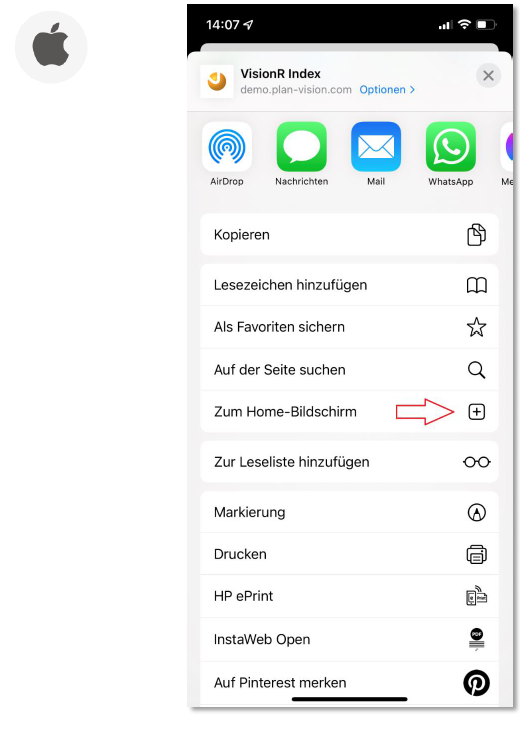 14:07
VisionR Index
demo.plan-vision.com Optionen >
AirDrop
Nachrichten
Mail
WhatsApp
Me
Kopieren
Lesezeichen hinzufügen
Als Favoriten sichern
Auf der Seite suchen
Zum Home-Bildschirm
Zur Leseliste hinzufügen
Markierung
Drucken
HP ePrint
InstaWeb Open
PDF
Auf Pinterest merken